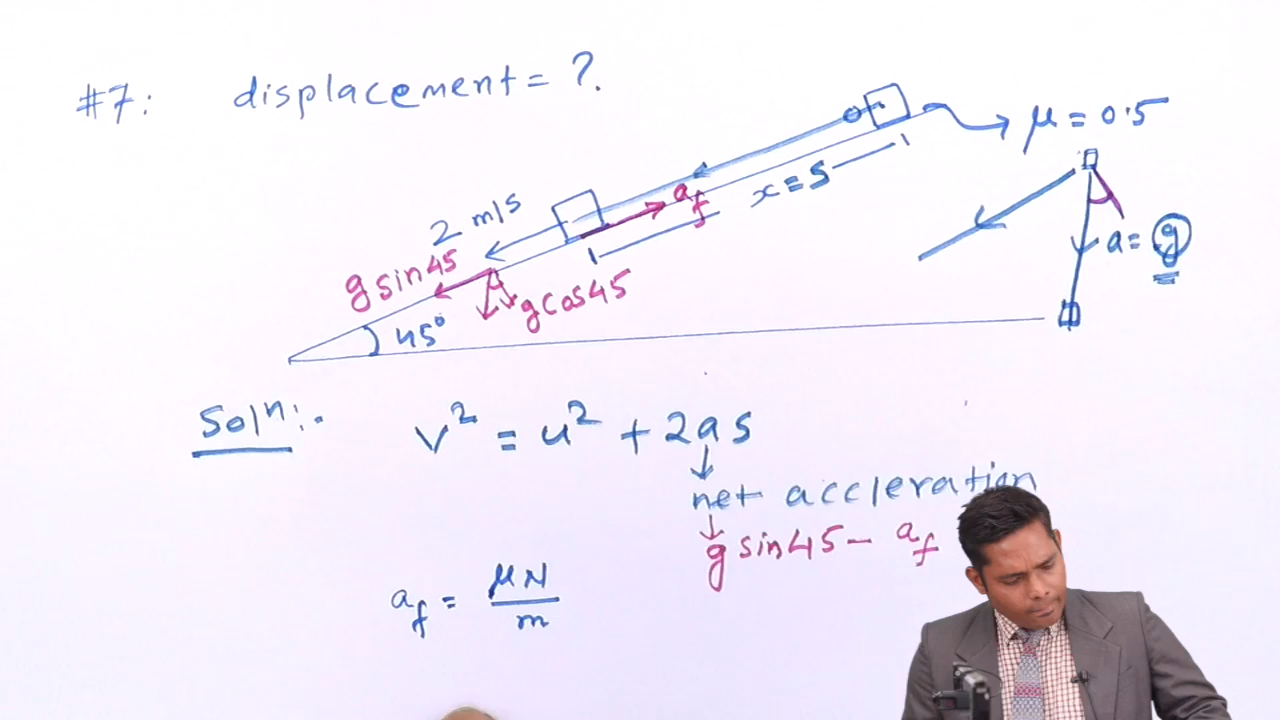 #7: displacement = ?
μ = 0.5
x = s
a_f
2 m/s
a = g
g sin45
g cos45
45°
Soln:.
v² = u² + 2as
net accleration
g sin45 - a_f
a_f = μN/m